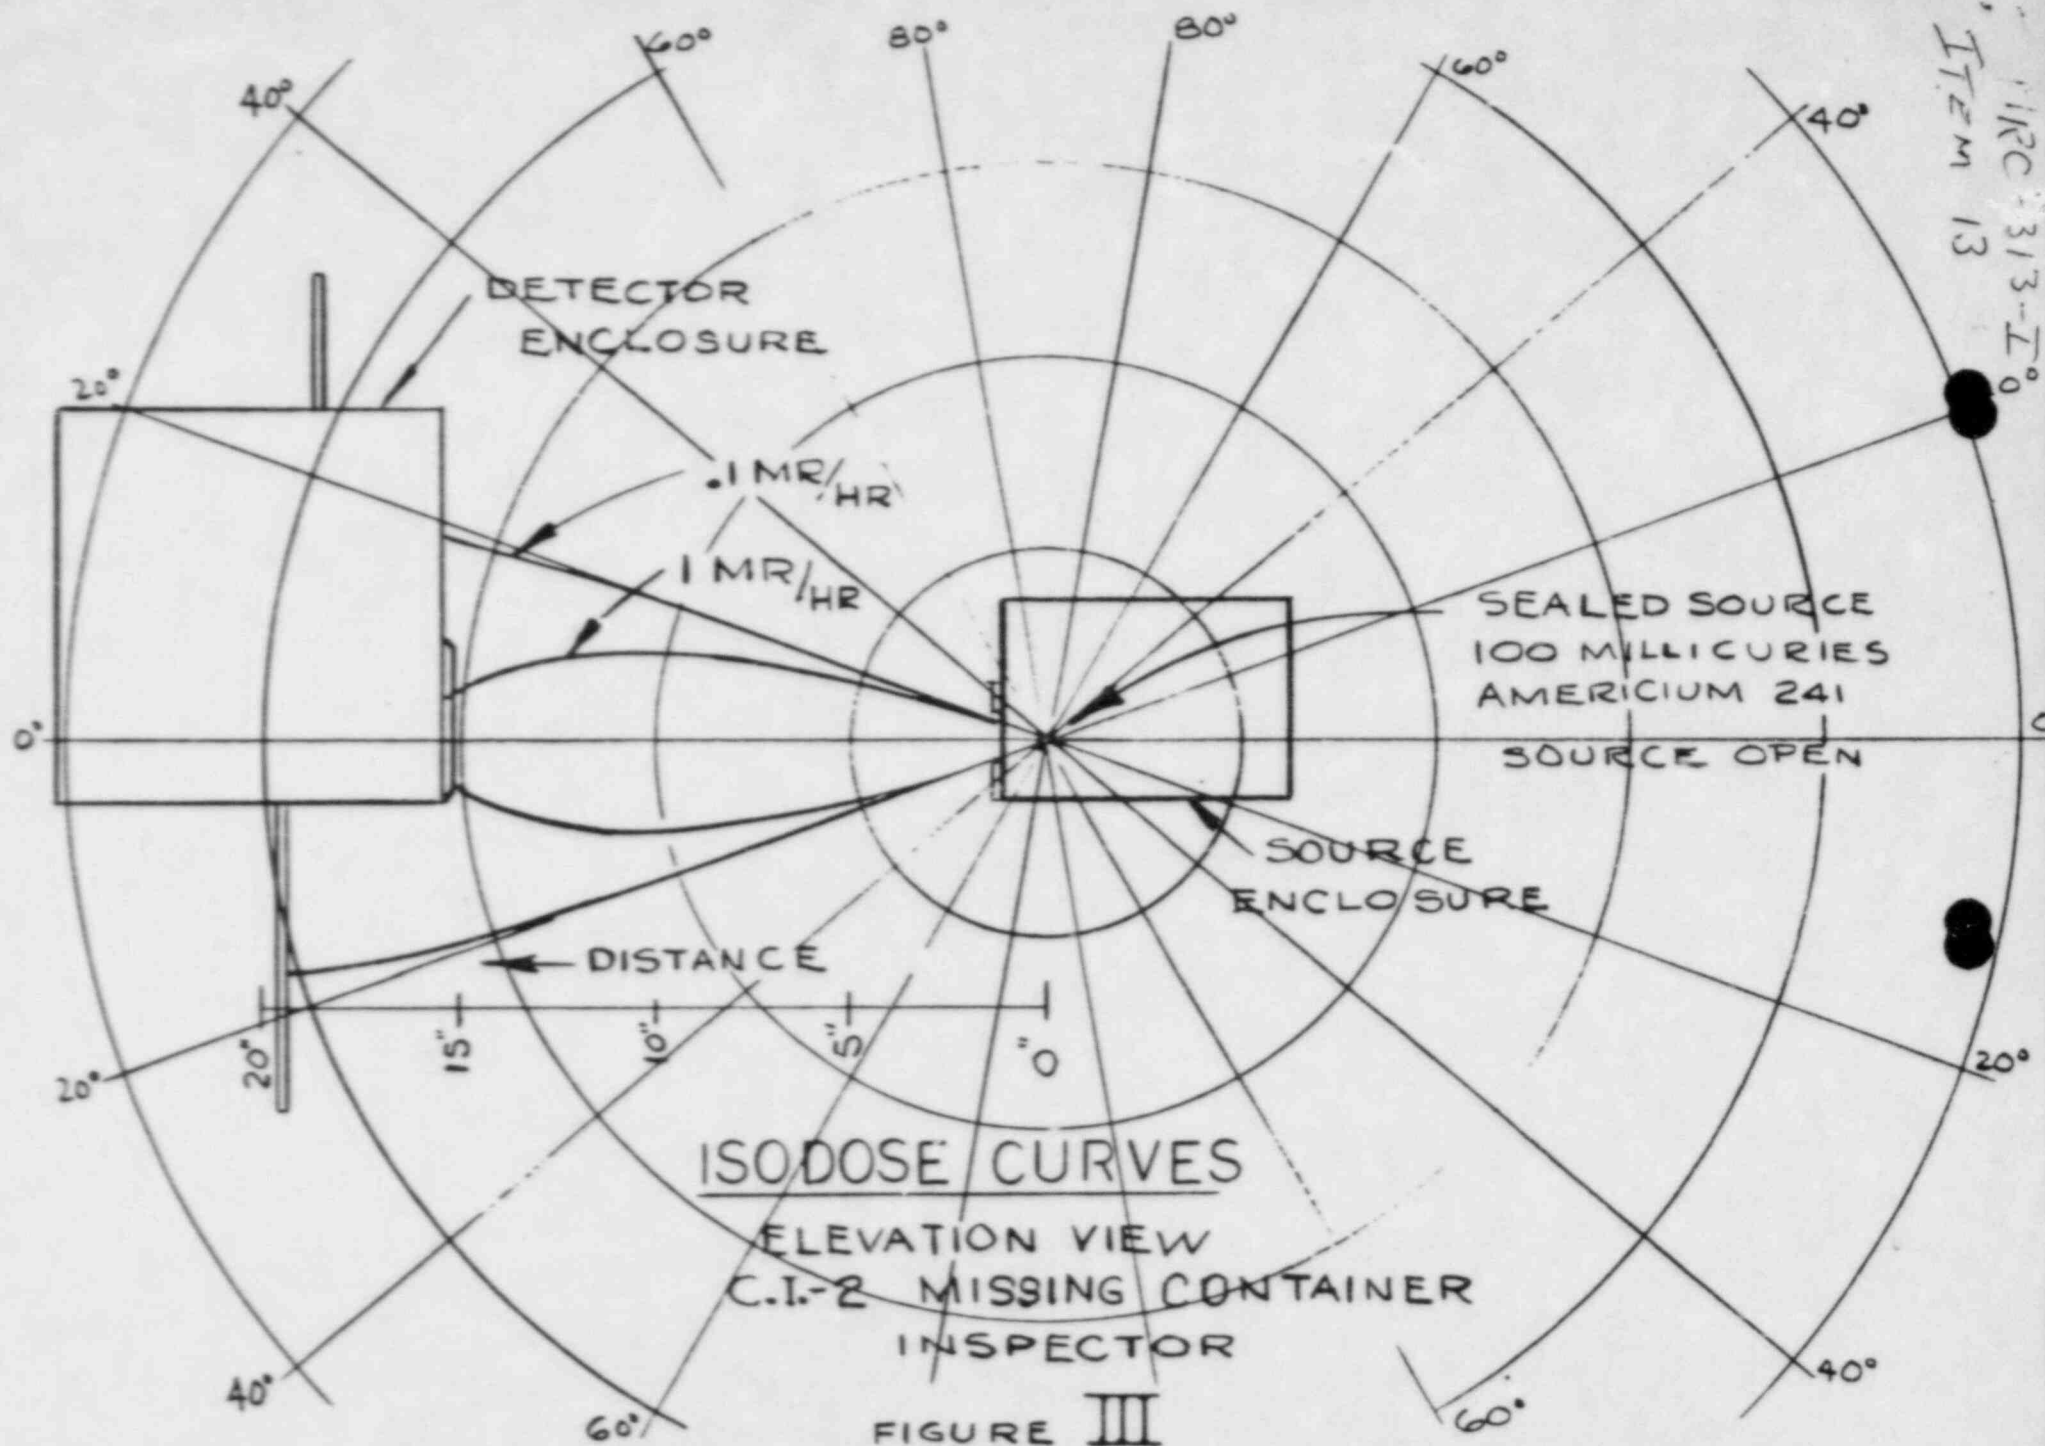 60°
80°
80°
60°
40°
40°
ITEM 13
DETECTOR
ENCLOSURE
20°
.1 MR/HR
1 MR/HR
SEALED SOURCE
100 MILLICURIES
AMERICIUM 241
SOURCE OPEN
0°
0
SOURCE
ENCLOSURE
DISTANCE
20"
15"
10"
5"
0"
20°
20°
ISODOSE CURVES
ELEVATION VIEW
C.I.-2 MISSING CONTAINER
INSPECTOR
FIGURE III
40°
60°
60°
40°